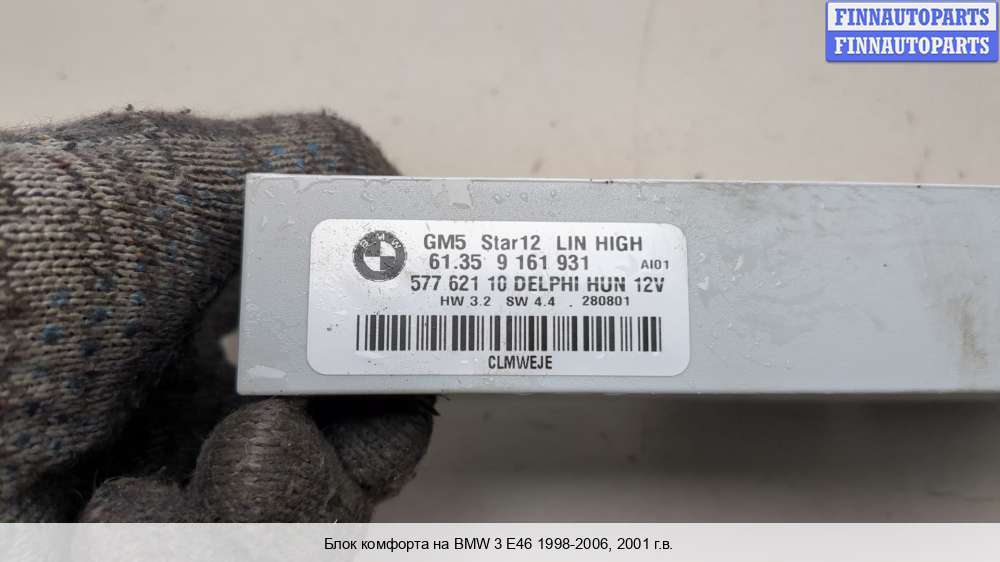 FINNAUTOPARTS
FINNAUTOPARTS
BMW
GM5 Star12 LIN HIGH
61.35 9 161 931 AI01
577 621 10 DELPHI HUN 12V
HW 3.2 SW 4.4 . 280801
CLMWEJE
Блок комфорта на BMW 3 E46 1998-2006, 2001 г.в.